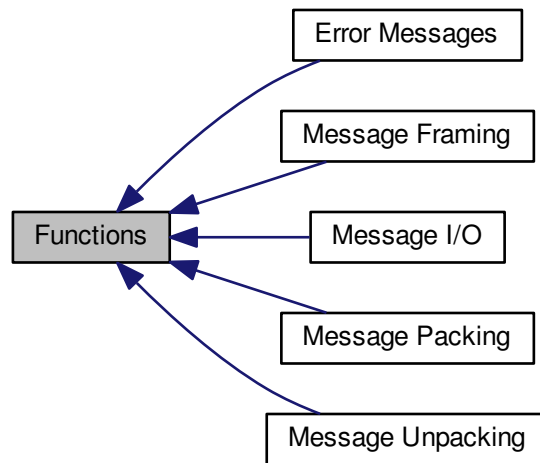 Error Messages
Message Framing
Functions
Message I/O
Message Packing
Message Unpacking